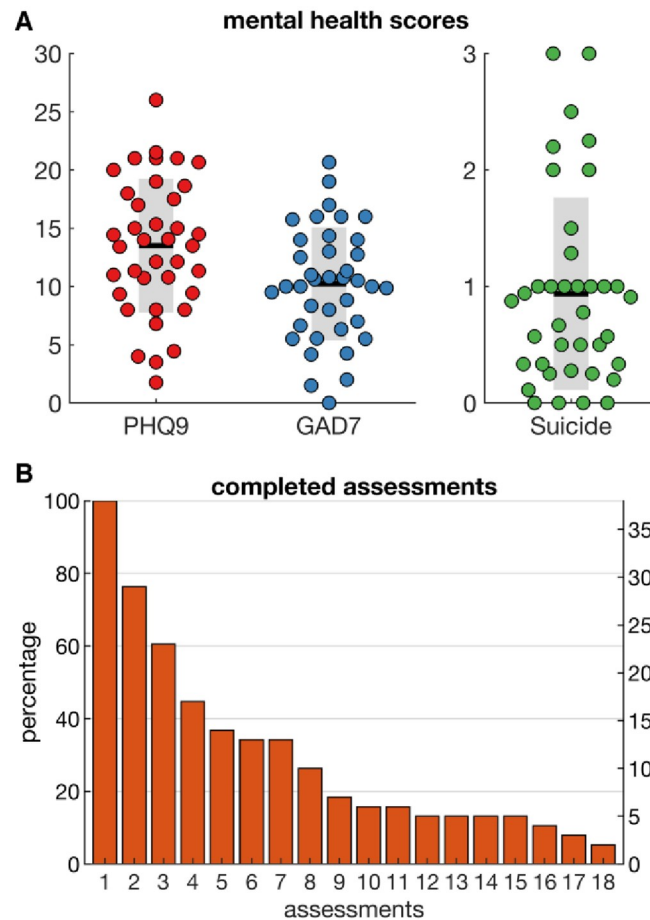 A
mental health scores
30
25
20
15
10
5
0
PHQ9
GAD7
3
2
1
0
Suicide
B
completed assessments
percentage
100
80
60
40
20
0
35
30
25
20
15
10
5
0
1 2 3 4 5 6 7 8 9 10 11 12 13 14 15 16 17 18
assessments